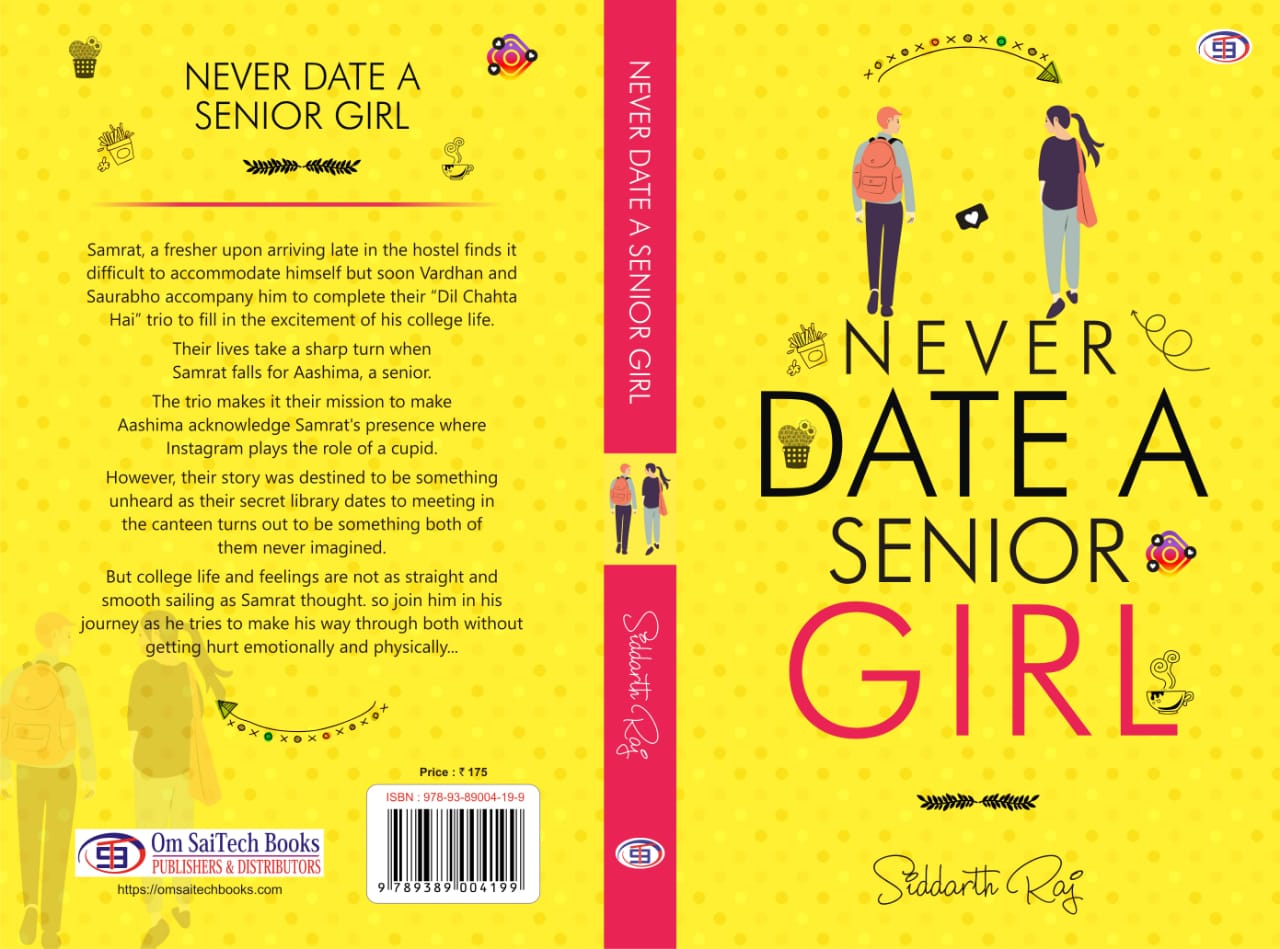 NEVER DATE A
SENIOR GIRL
Samrat, a fresher upon arriving late in the hostel finds it
difficult to accommodate himself but soon Vardhan and
Saurabho accompany him to complete their “Dil Chahta
Hai” trio to fill in the excitement of his college life.
Their lives take a sharp turn when
Samrat falls for Aashima, a senior.
The trio makes it their mission to make
Aashima acknowledge Samrat's presence where
Instagram plays the role of a cupid.
However, their story was destined to be something
unheard as their secret library dates to meeting in
the canteen turns out to be something both of
them never imagined.
But college life and feelings are not as straight and
smooth sailing as Samrat thought. so join him in his
journey as he tries to make his way through both without
getting hurt emotionally and physically...
Price : ₹ 175
ISBN : 978-93-89004-19-9
9 789389 004199
Om SaiTech Books
PUBLISHERS & DISTRIBUTORS
https://omsaitechbooks.com
NEVER DATE A SENIOR GIRL
Siddarth Raj
NEVER
DATE A
SENIOR
GIRL
Siddarth Raj